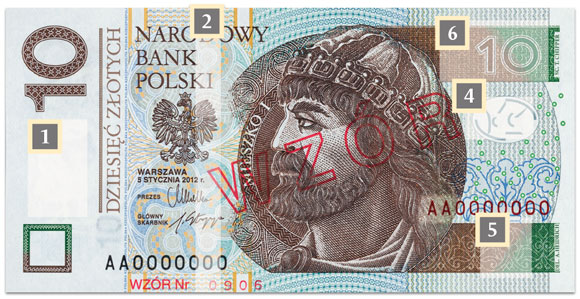 10
DZIESIĘĆ ZŁOTYCH
NARODOWY
BANK
POLSKI
2
6
10
1
4
MIESZKO I
WZÓR
WARSZAWA
5 STYCZNIA 2012 r.
PREZES
GŁÓWNY
SKARBNIK
AA0000000
5
AA0000000
WZÓR Nr 0906